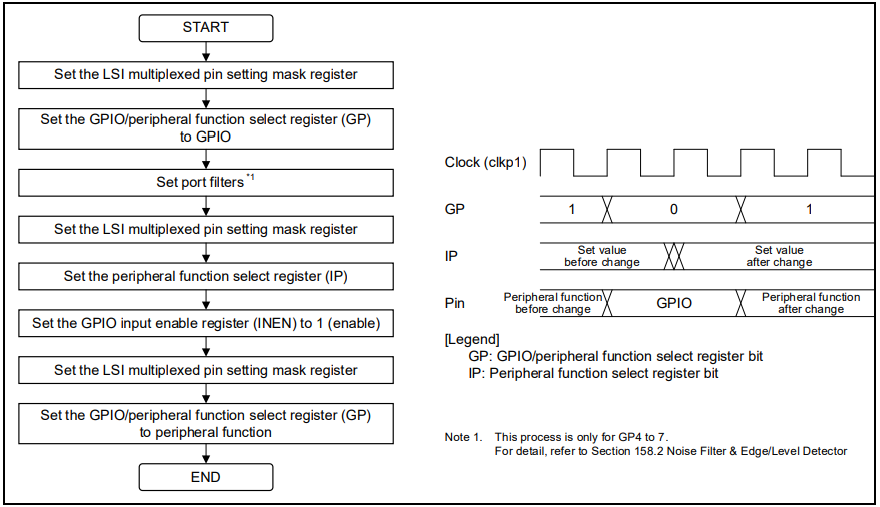 START
Set the LSI multiplexed pin setting mask register
Set the GPIO/peripheral function select register (GP)
to GPIO
Set port filters*1
Set the LSI multiplexed pin setting mask register
Set the peripheral function select register (IP)
Set the GPIO input enable register (INEN) to 1 (enable)
Set the LSI multiplexed pin setting mask register
Set the GPIO/peripheral function select register (GP)
to peripheral function
END
Clock (clkp1)
GP 1 0 1
IP
Set value
before change
Set value
after change
Pin
Peripheral function
before change
GPIO
Peripheral function
after change
[Legend]
GP: GPIO/peripheral function select register bit
IP: Peripheral function select register bit
Note 1. This process is only for GP4 to 7.
For detail, refer to Section 158.2 Noise Filter & Edge/Level Detector